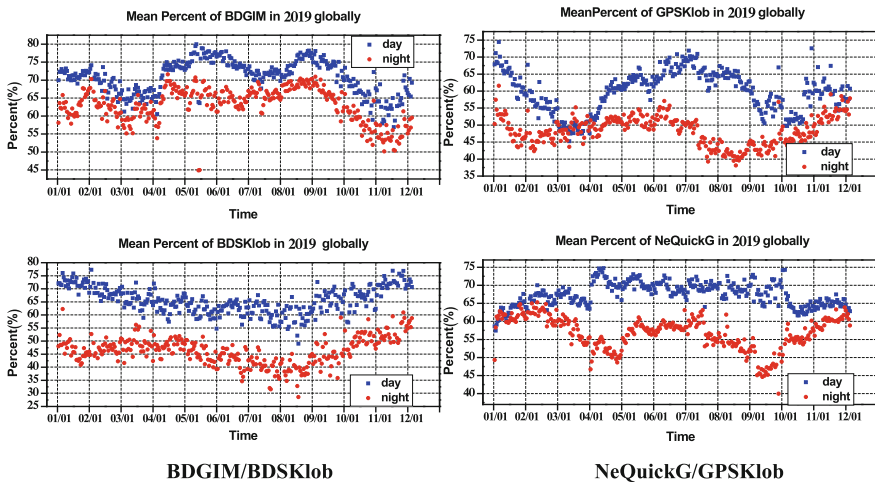 Mean Percent of BDGIM in 2019 globally
Percent(%)
80
75
70
65
60
55
50
45
day
night
01/01 02/01 03/01 04/01 05/01 06/01 07/01 08/01 09/01 10/01 11/01 12/01
Time
MeanPercent of GPSKlob in 2019 globally
Percent(%)
75
70
65
60
55
50
45
40
35
day
night
01/01 02/01 03/01 04/01 05/01 06/01 07/01 08/01 09/01 10/01 11/01 12/01
Time
Mean Percent of BDSKlob in 2019 globally
Percent(%)
80
75
70
65
60
55
50
45
40
35
30
25
day
night
01/01 02/01 03/01 04/01 05/01 06/01 07/01 08/01 09/01 10/01 11/01 12/01
Time
Mean Percent of NeQuickG in 2019 globally
Percent(%)
75
70
65
60
55
50
45
40
day
night
01/01 02/01 03/01 04/01 05/01 06/01 07/01 08/01 09/01 10/01 11/01 12/01
Time
BDGIM/BDSKlob
NeQuickG/GPSKlob